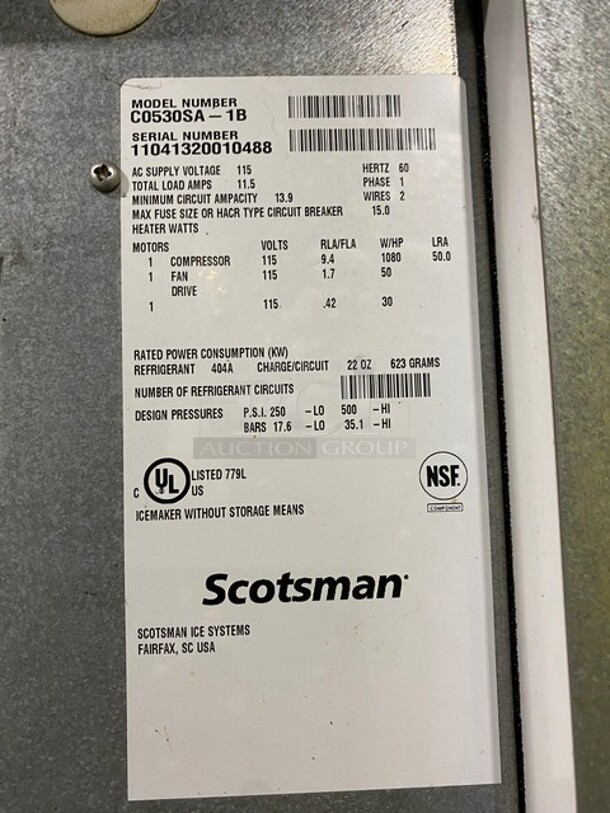 MODEL NUMBER
C0530SA – 1B
SERIAL NUMBER
11041320010488
AC SUPPLY VOLTAGE 115 HERTZ 60
TOTAL LOAD AMPS 11.5 PHASE 1
MINIMUM CIRCUIT AMPACITY 13.9 WIRES 2
MAX FUSE SIZE OR HACR TYPE CIRCUIT BREAKER 15.0
HEATER WATTS
MOTORS VOLTS RLA/FLA W/HP LRA
1 COMPRESSOR 115 9.4 1080 50.0
1 FAN 115 1.7 50
DRIVE
1 115 .42 30
RATED POWER CONSUMPTION (KW)
REFRIGERANT 404A CHARGE/CIRCUIT 22 OZ 623 GRAMS
NUMBER OF REFRIGERANT CIRCUITS
DESIGN PRESSURES P.S.I. 250 – LO 500 – HI
BARS 17.6 – LO 35.1 – HI
AUCTION GROUP
C UL US LISTED 779L
NSF.
COMPONENT
ICEMAKER WITHOUT STORAGE MEANS
Scotsman
SCOTSMAN ICE SYSTEMS
FAIRFAX, SC USA